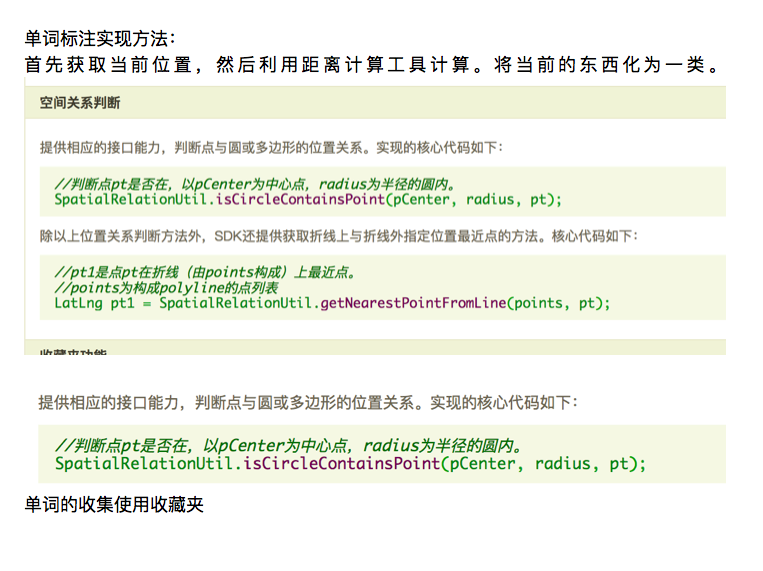 单词标注实现方法：
首先获取当前位置，然后利用距离计算工具计算。将当前的东西化为一类。
空间关系判断
提供相应的接口能力，判断点与圆或多边形的位置关系。实现的核心代码如下：
//判断点pt是否在，以pCenter为中心点，radius为半径的圆内。
SpatialRelationUtil.isCircleContainsPoint(pCenter, radius, pt);
除以上位置关系判断方法外，SDK还提供获取折线上与折线外指定位置最近点的方法。核心代码如下：
//pt1是点pt在折线（由points构成）上最近点。
//points为构成polyline的点列表
LatLng pt1 = SpatialRelationUtil.getNearestPointFromLine(points, pt);
收藏夹功能
提供相应的接口能力，判断点与圆或多边形的位置关系。实现的核心代码如下：
//判断点pt是否在，以pCenter为中心点，radius为半径的圆内。
SpatialRelationUtil.isCircleContainsPoint(pCenter, radius, pt);
单词的收集使用收藏夹